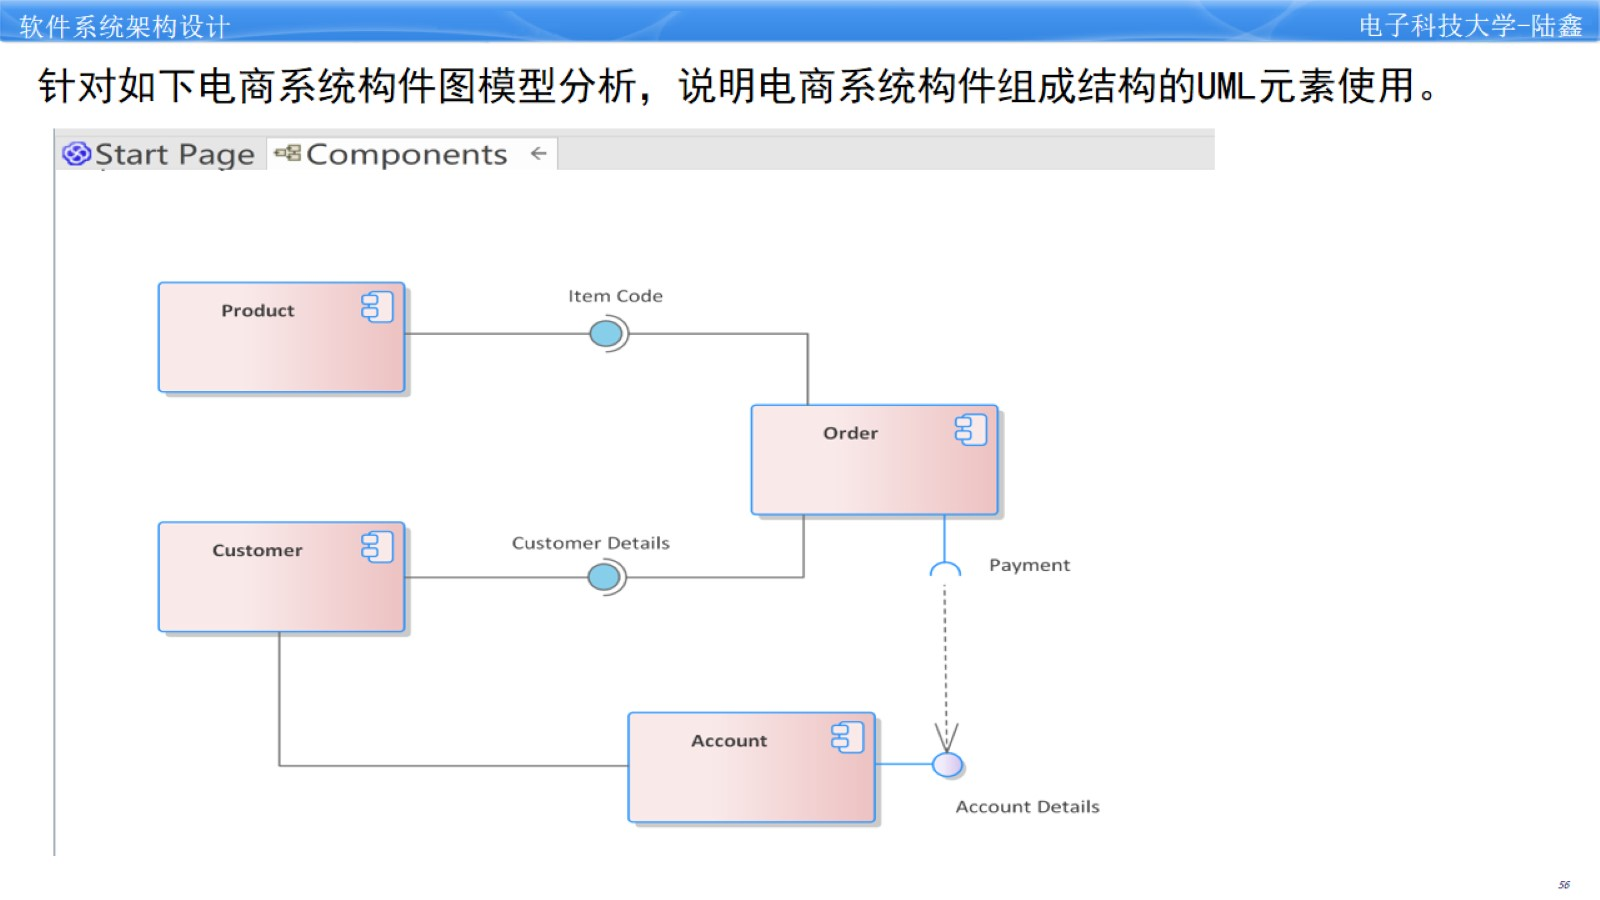 软件系统架构设计
电子科技大学-陆鑫
针对如下电商系统构件图模型分析，说明电商系统构件组成结构的UML元素使用。
Start Page
Components
Item Code
Product
Order
Customer Details
Customer
Payment
Account
Account Details
56